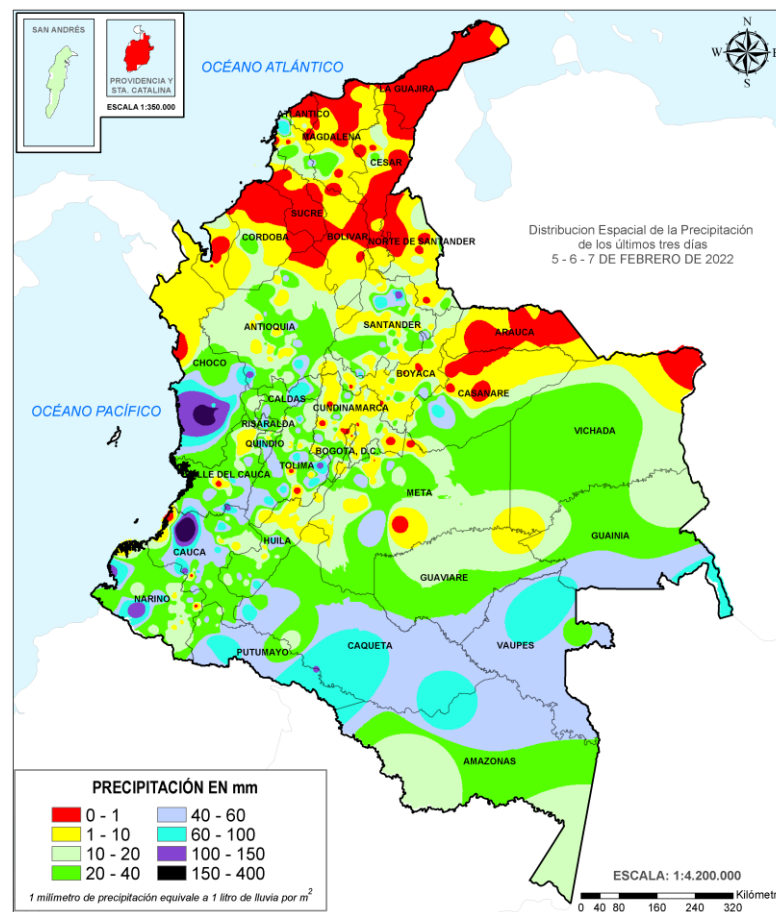 SAN ANDRÉS
PROVIDENCIA Y
STA. CATALINA
ESCALA 1:350.000
OCÉANO ATLÁNTICO
N
W
E
S
LA GUAJIRA
ATLANTICO
MAGDALENA
CESAR
SUCRE
CORDOBA
BOLIVAR
NORTE DE SANTANDER
Distribucion Espacial de la Precipitación
de los últimos tres días
5 - 6 - 7 DE FEBRERO DE 2022
ANTIOQUIA
SANTANDER
ARAUCA
CHOCO
BOYACA
CASANARE
OCÉANO PACÍFICO
CALDAS
CUNDINAMARCA
RISARALDA
VICHADA
QUINDIO
BOGOTA, D.C.
TOLIMA
VALLE DEL CAUCA
META
GUAINIA
HUILA
CAUCA
GUAVIARE
NARIÑO
PUTUMAYO
CAQUETA
VAUPES
AMAZONAS
PRECIPITACIÓN EN mm
0 - 1
1 - 10
10 - 20
20 - 40
40 - 60
60 - 100
100 - 150
150 - 400
1 milímetro de precipitación equivale a 1 litro de lluvia por m²
ESCALA: 1:4.200.000
Kilómet
0 40 80 160 240 320